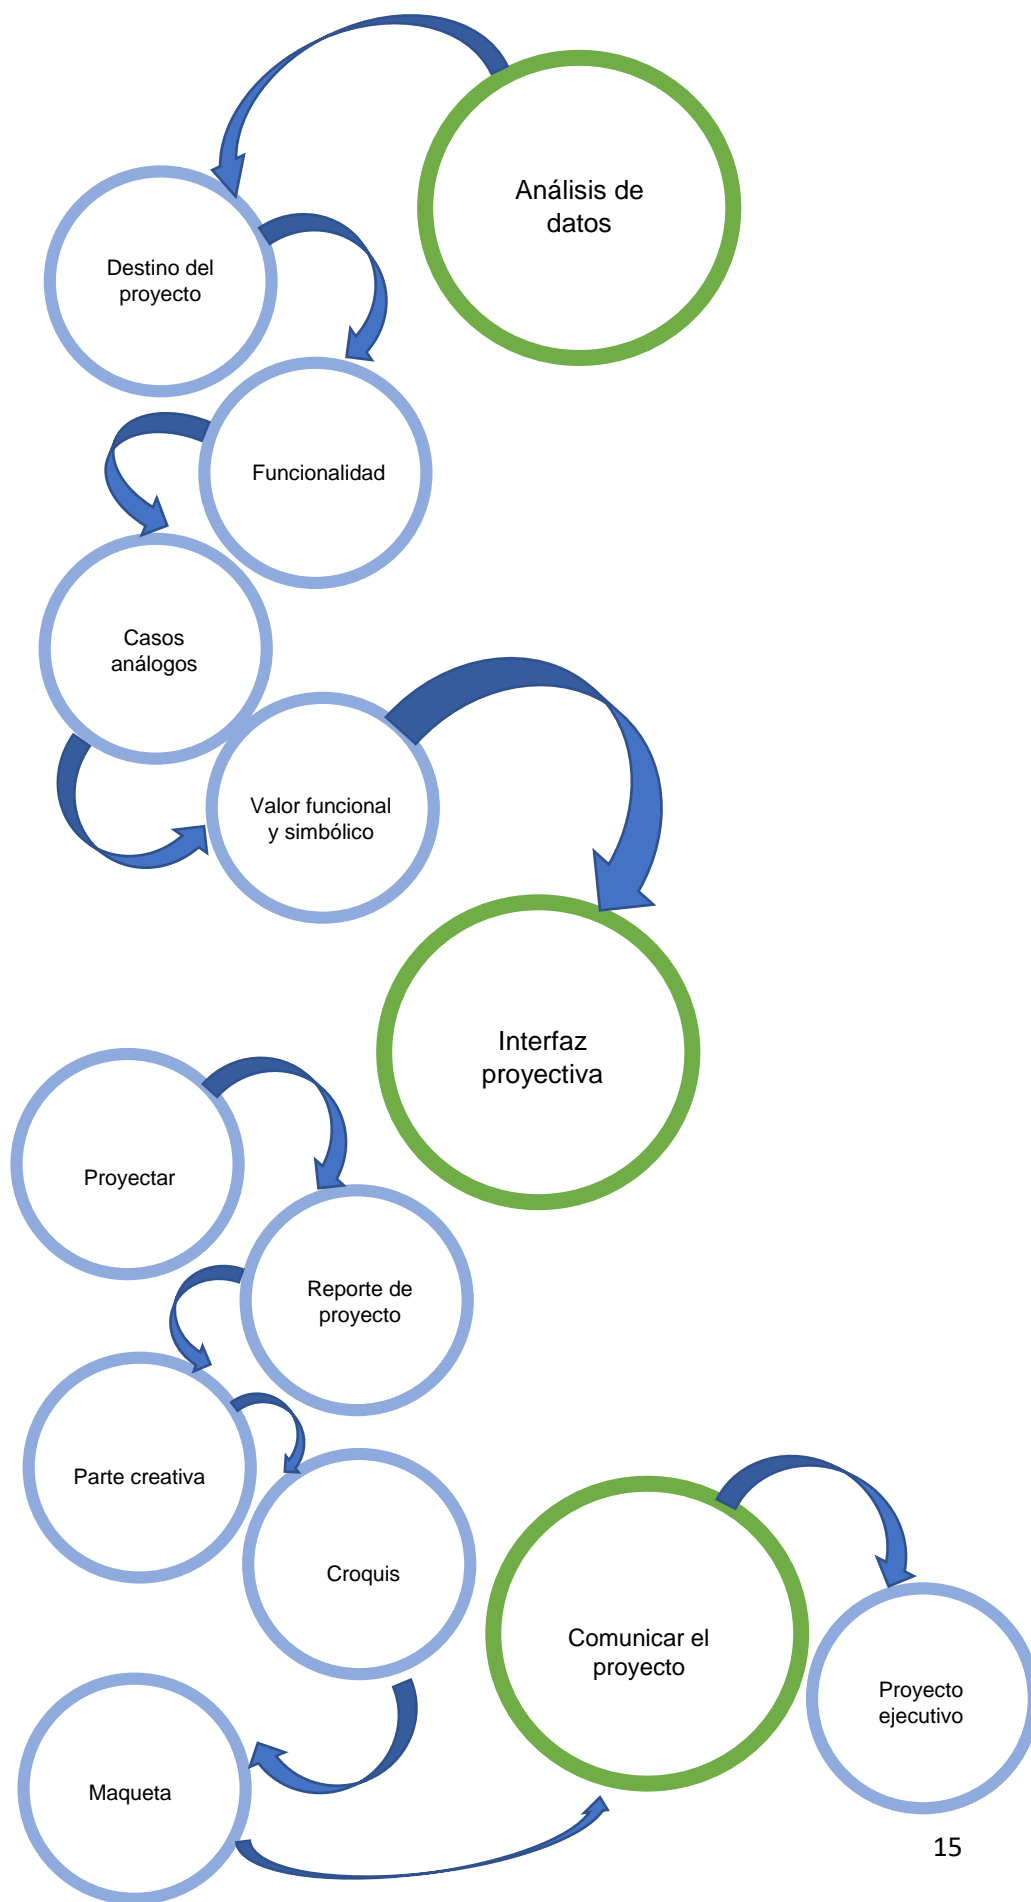 Análisis de
datos
Destino del
proyecto
Funcionalidad
Casos
análogos
Valor funcional
y simbólico
Interfaz
proyectiva
Proyectar
Reporte de
proyecto
Parte creativa
Croquis
Maqueta
Comunicar el
proyecto
Proyecto
ejecutivo
15